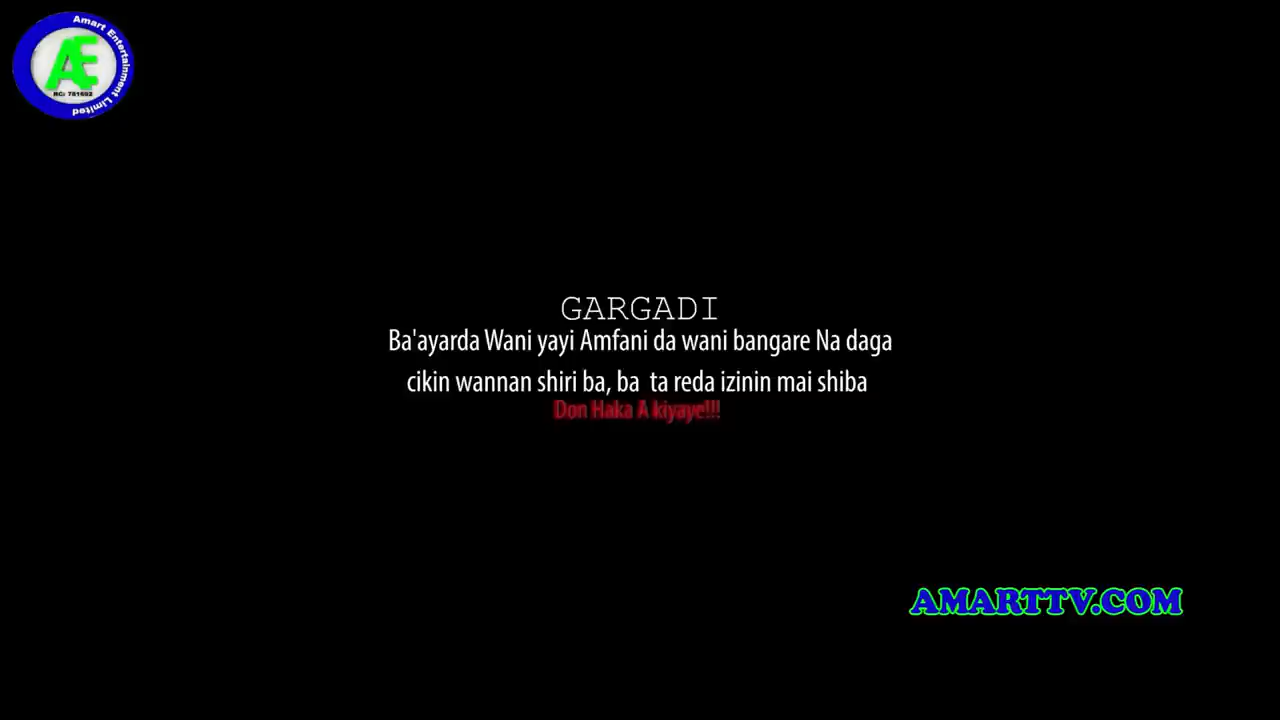 Amart Entertainment Limited
AE
RC: 781692
GARGADI
Ba'ayarda Wani yayi Amfani da wani bangare Na daga
cikin wannan shiri ba, ba ta reda izinin mai shiba
Don Haka A kiyaye!!!
AMARTTV.COM